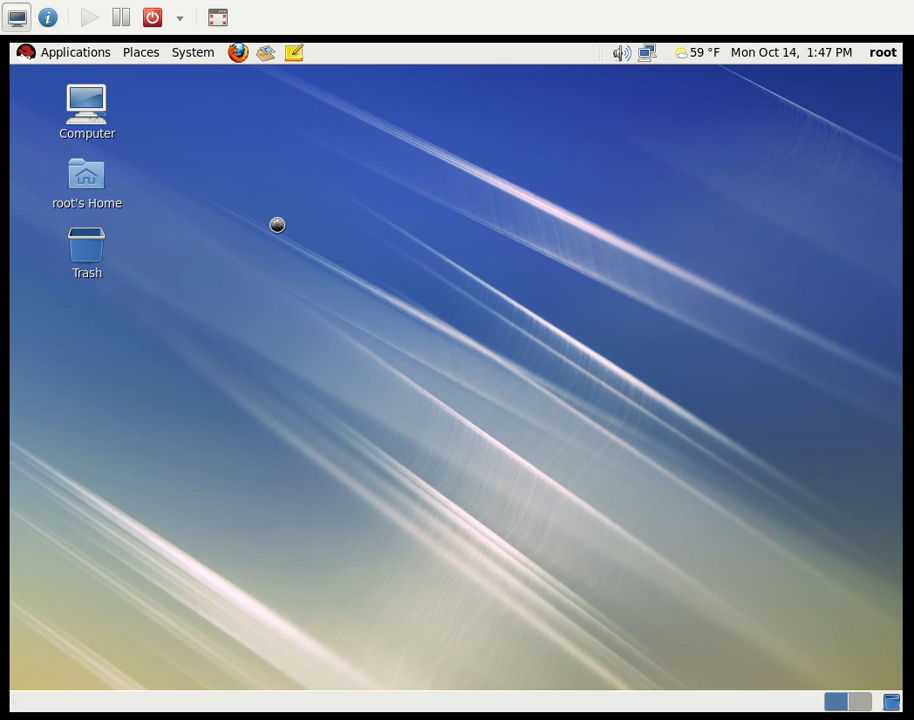 Applications Places System 59 °F Mon Oct 14, 1:47 PM root
Computer
root's Home
Trash